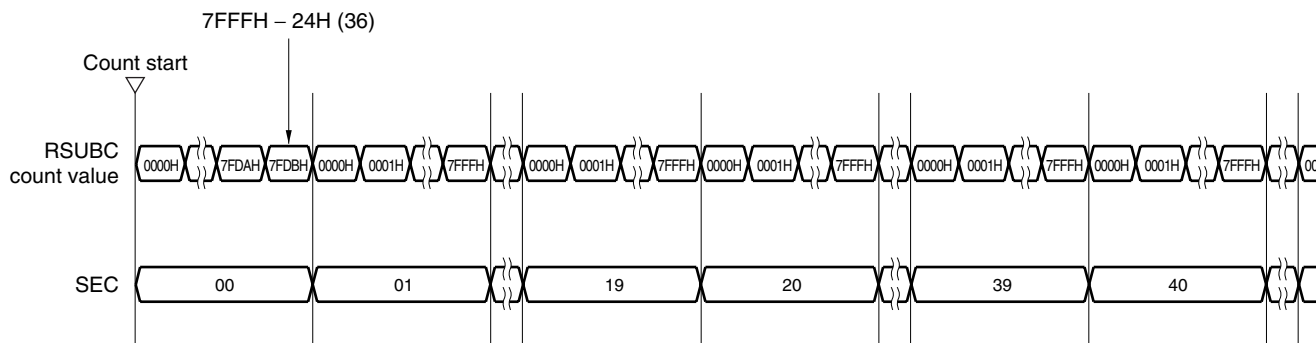 7FFFH – 24H (36)
Count start
RSUBC
count value
0000H 7FDAH 7FDBH 0000H 0001H 7FFFH 0000H 0001H 7FFFH 0000H 0001H 7FFFH 0000H 0001H 7FFFH 0000H 0001H 7FFFH
SEC 00 01 19 20 39 40